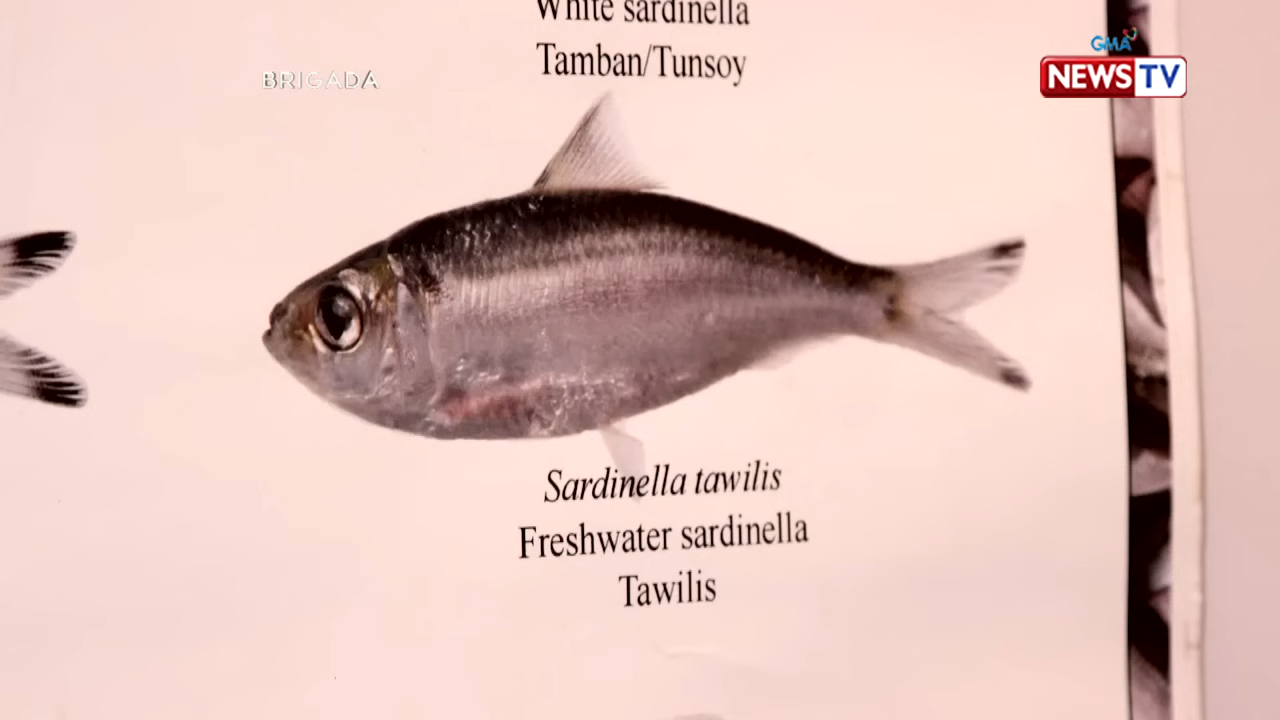 White sardinella
Tamban/Tunsoy
GMA
BRIGADA
NEWS TV
Sardinella tawilis
Freshwater sardinella
Tawilis